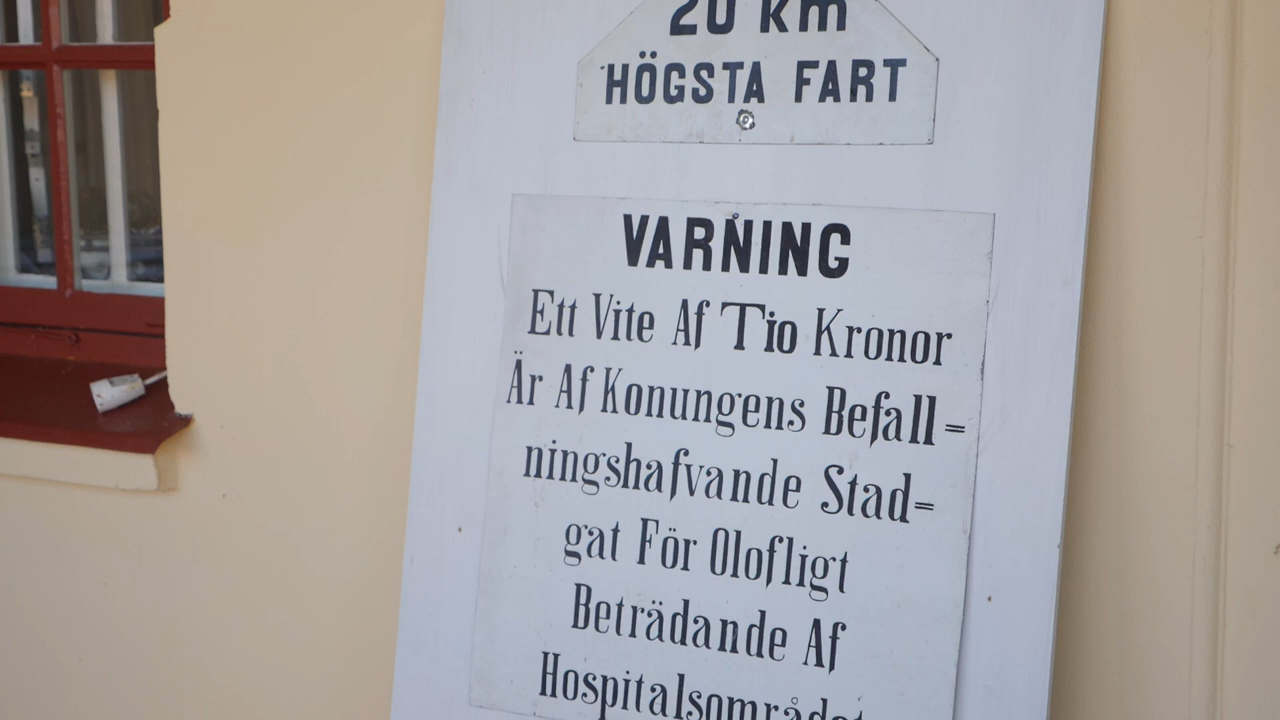 20 km
HÖGSTA FART
VARNING
Ett Vite Af Tio Kronor
Är Af Konungens Befall=
ningshafvande Stad=
gat För Olofligt
Beträdande Af
Hospitalsområdet